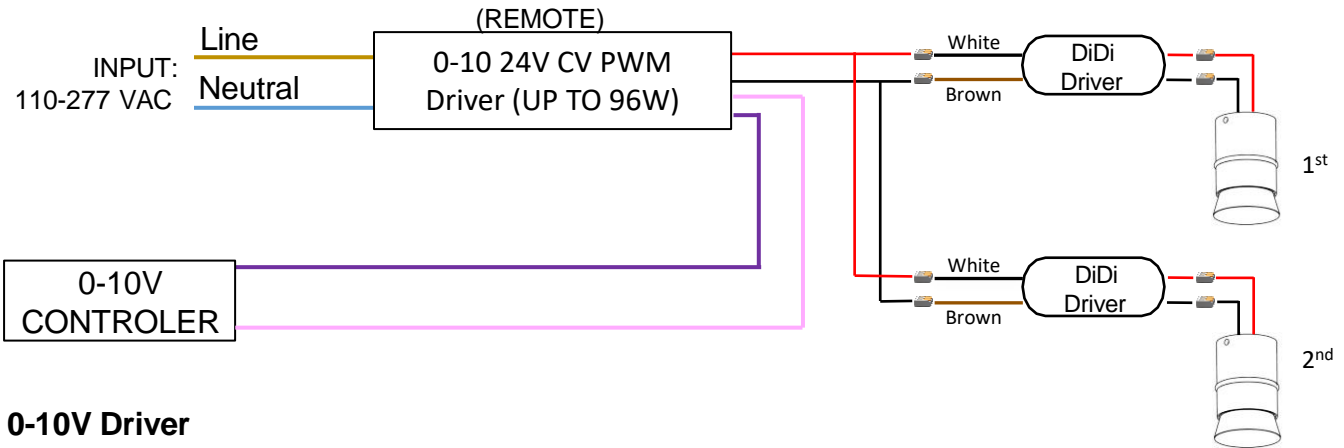 (REMOTE)
Line
INPUT:
110-277 VAC
Neutral
0-10 24V CV PWM
Driver (UP TO 96W)
White
Brown
DiDi
Driver
1st
0-10V
CONTROLER
White
Brown
DiDi
Driver
2nd
0-10V Driver